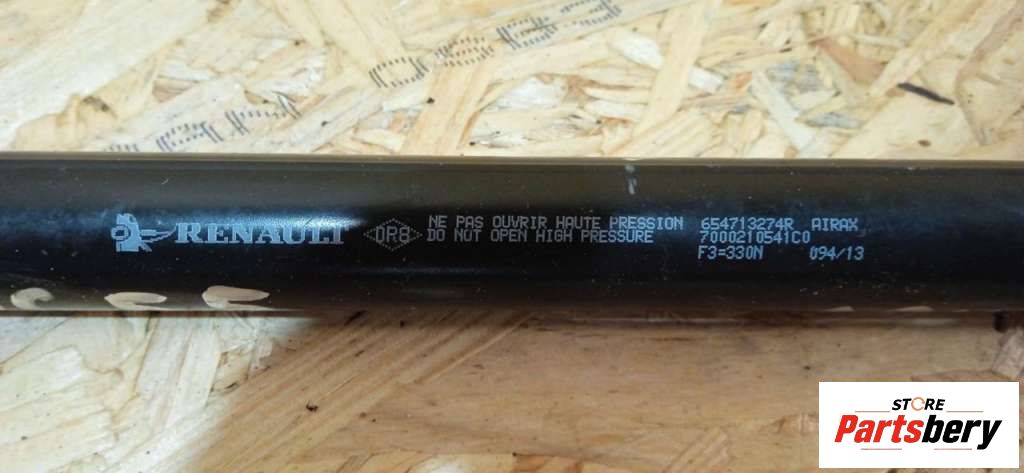 RENAULT
DR8
NE PAS OUVRIR HAUTE PRESSION
DO NOT OPEN HIGH PRESSURE
654713274R AIRAX
7000210541C0
F3=330N 094/13
STORE
Partsbery